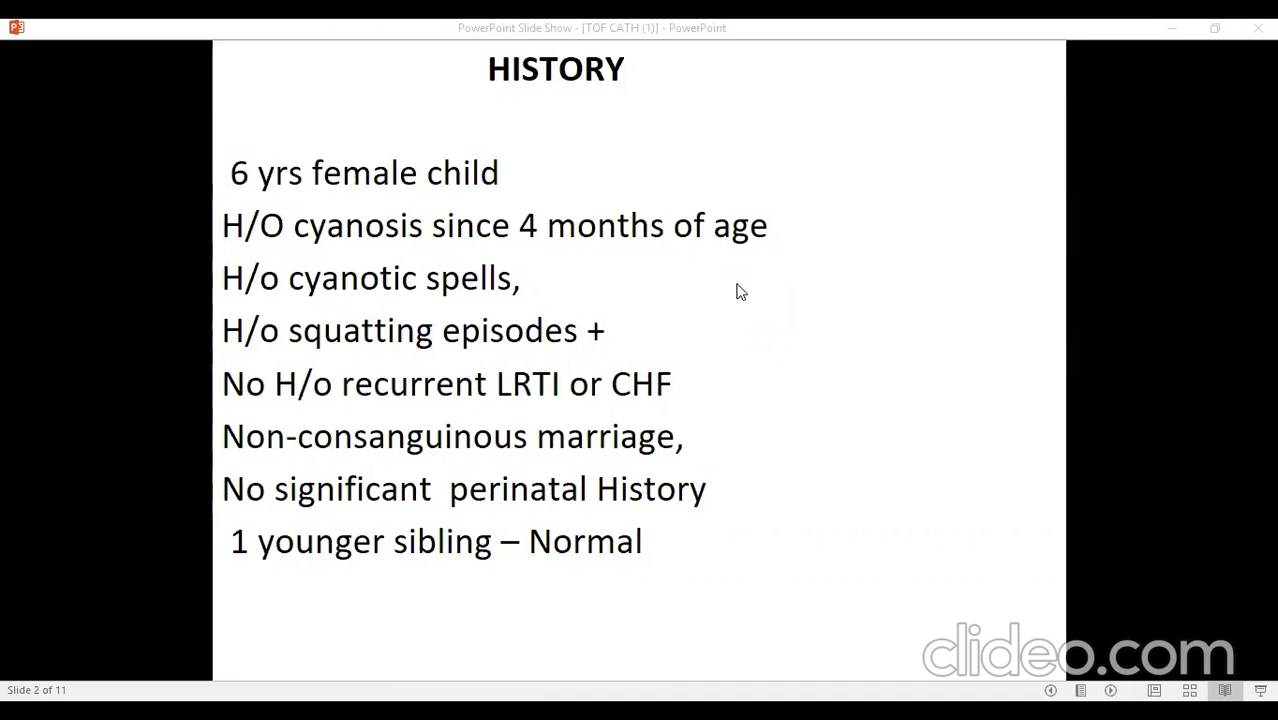 PowerPoint Slide Show - [TOF CATH (1)] - PowerPoint
HISTORY
6 yrs female child
H/O cyanosis since 4 months of age
H/o cyanotic spells,
H/o squatting episodes +
No H/o recurrent LRTI or CHF
Non-consanguinous marriage,
No significant perinatal History
1 younger sibling – Normal
clideo.com
Slide 2 of 11